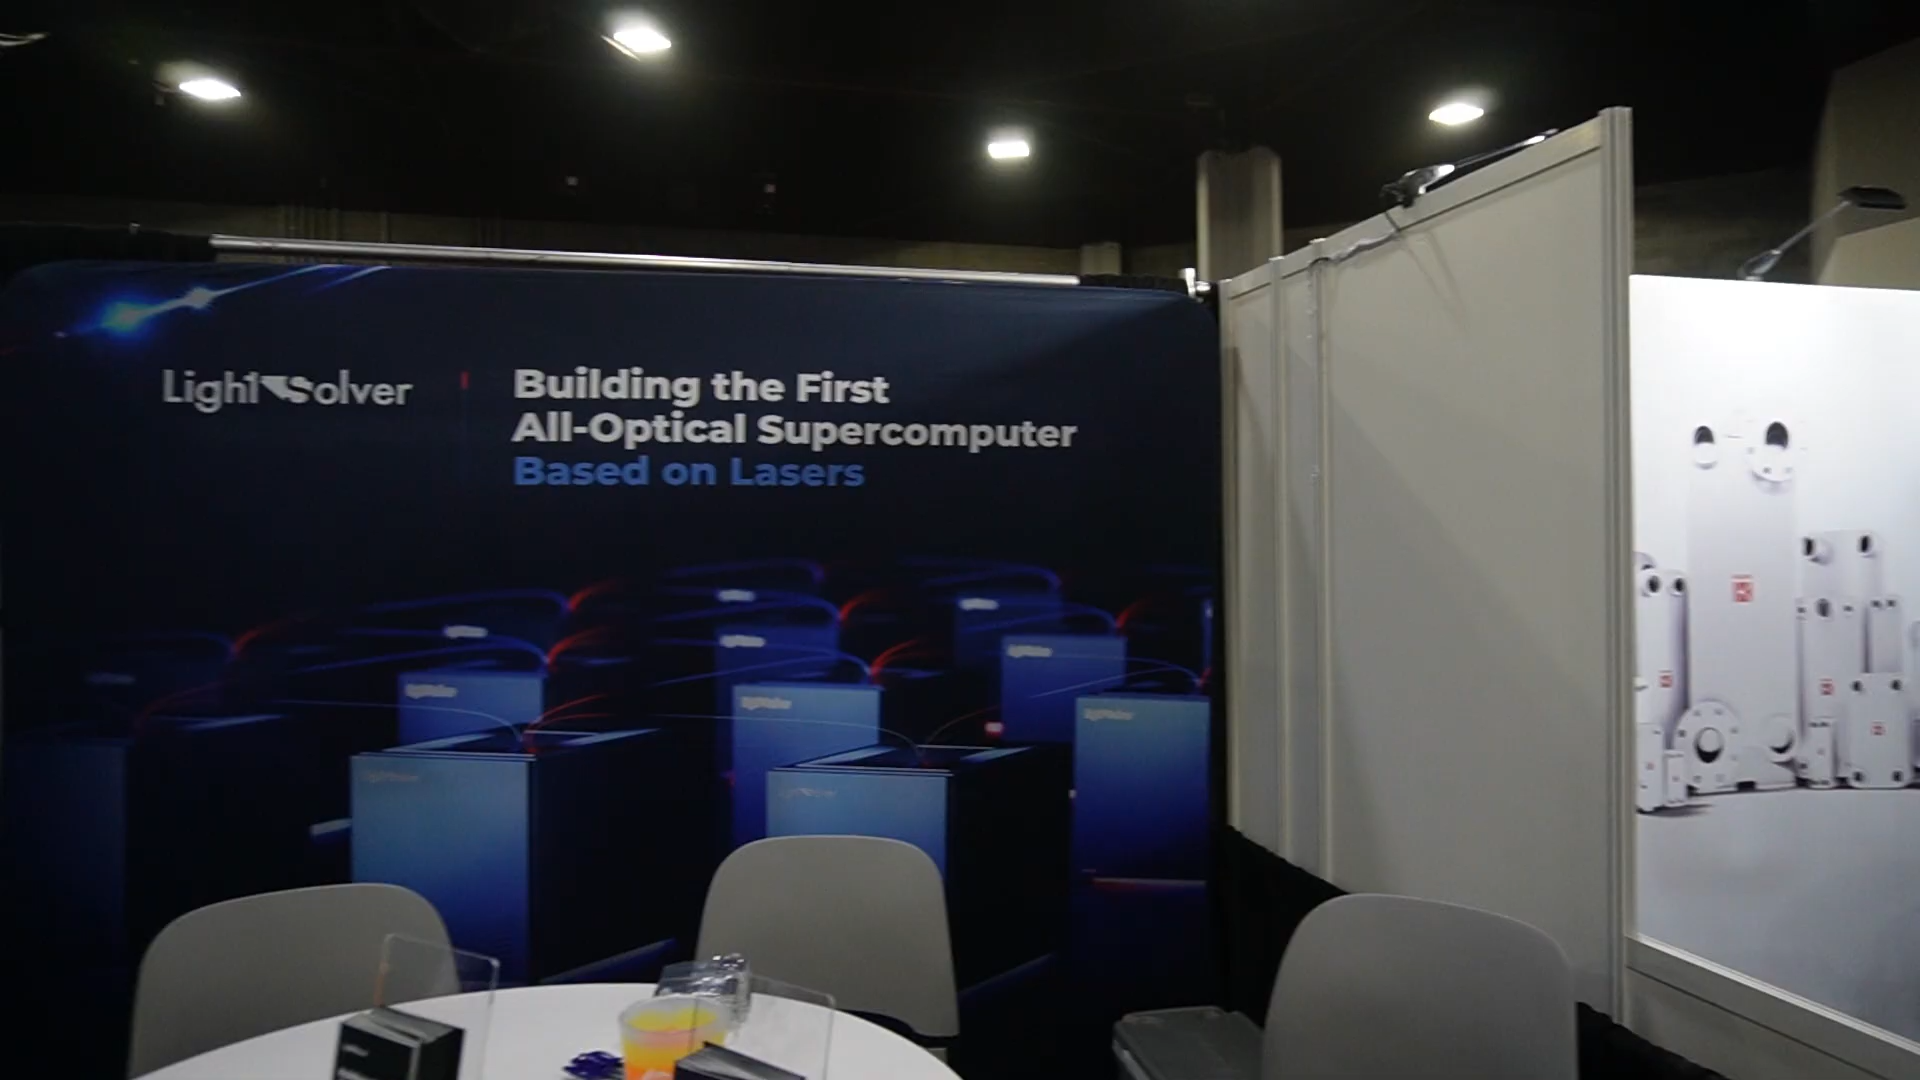 LightSolver
Building the First
All-Optical Supercomputer
Based on Lasers